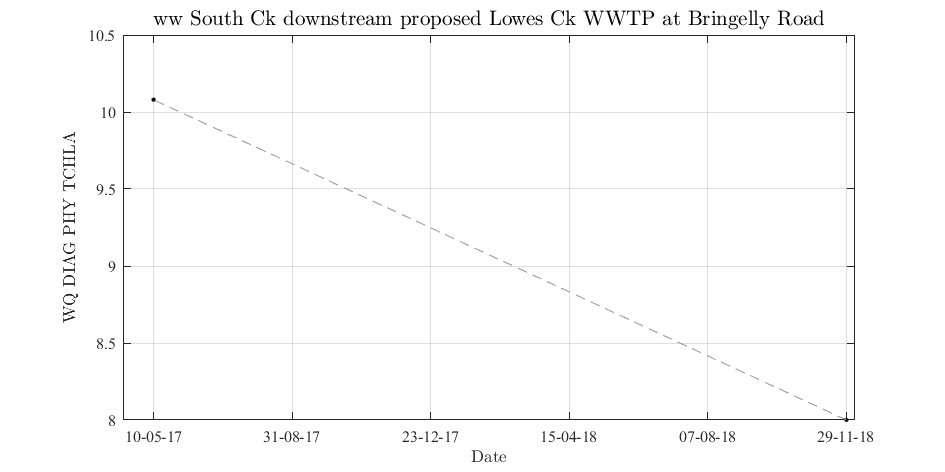 ww South Ck downstream proposed Lowes Ck WWTP at Bringelly Road
10.5
10
9.5
9
8.5
8
WQ DIAG PHY TCHLA
10-05-17 31-08-17 23-12-17 15-04-18 07-08-18 29-11-18
Date